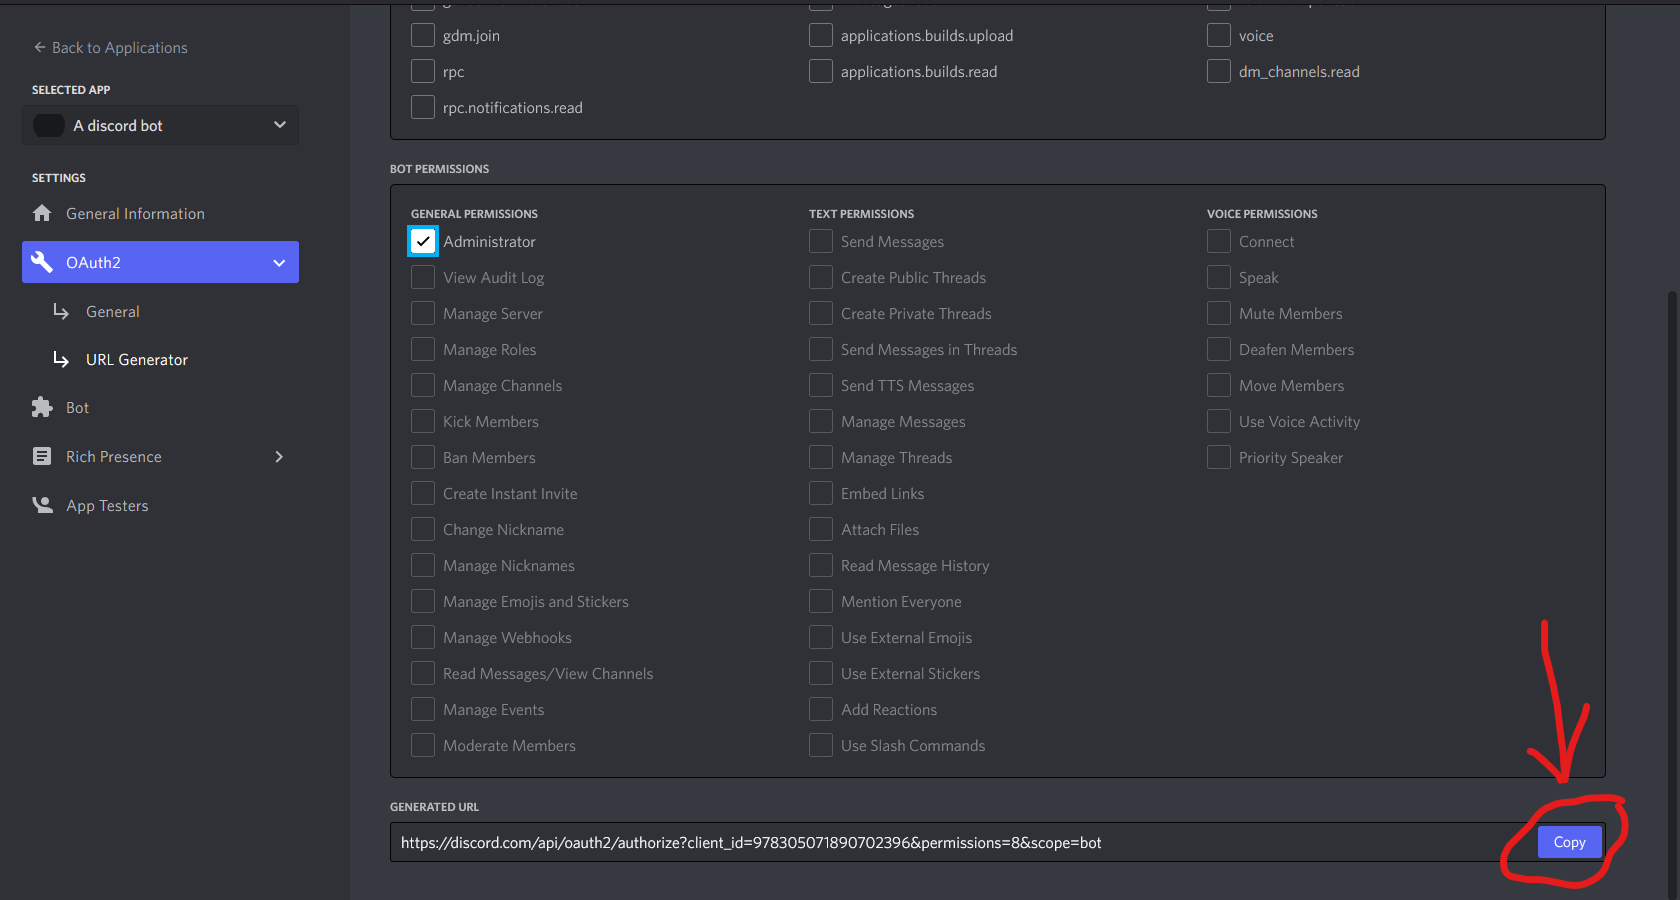 Back to Applications
SELECTED APP
A discord bot
SETTINGS
General Information
OAuth2
General
URL Generator
Bot
Rich Presence
App Testers
gdm.join
applications.builds.upload
voice
rpc
applications.builds.read
dm_channels.read
rpc.notifications.read
BOT PERMISSIONS
GENERAL PERMISSIONS
Administrator
View Audit Log
Manage Server
Manage Roles
Manage Channels
Kick Members
Ban Members
Create Instant Invite
Change Nickname
Manage Nicknames
Manage Emojis and Stickers
Manage Webhooks
Read Messages/View Channels
Manage Events
Moderate Members
TEXT PERMISSIONS
Send Messages
Create Public Threads
Create Private Threads
Send Messages in Threads
Send TTS Messages
Manage Messages
Manage Threads
Embed Links
Attach Files
Read Message History
Mention Everyone
Use External Emojis
Use External Stickers
Add Reactions
Use Slash Commands
VOICE PERMISSIONS
Connect
Speak
Mute Members
Deafen Members
Move Members
Use Voice Activity
Priority Speaker
GENERATED URL
https://discord.com/api/oauth2/authorize?client_id=978305071890702396&permissions=8&scope=bot
Copy